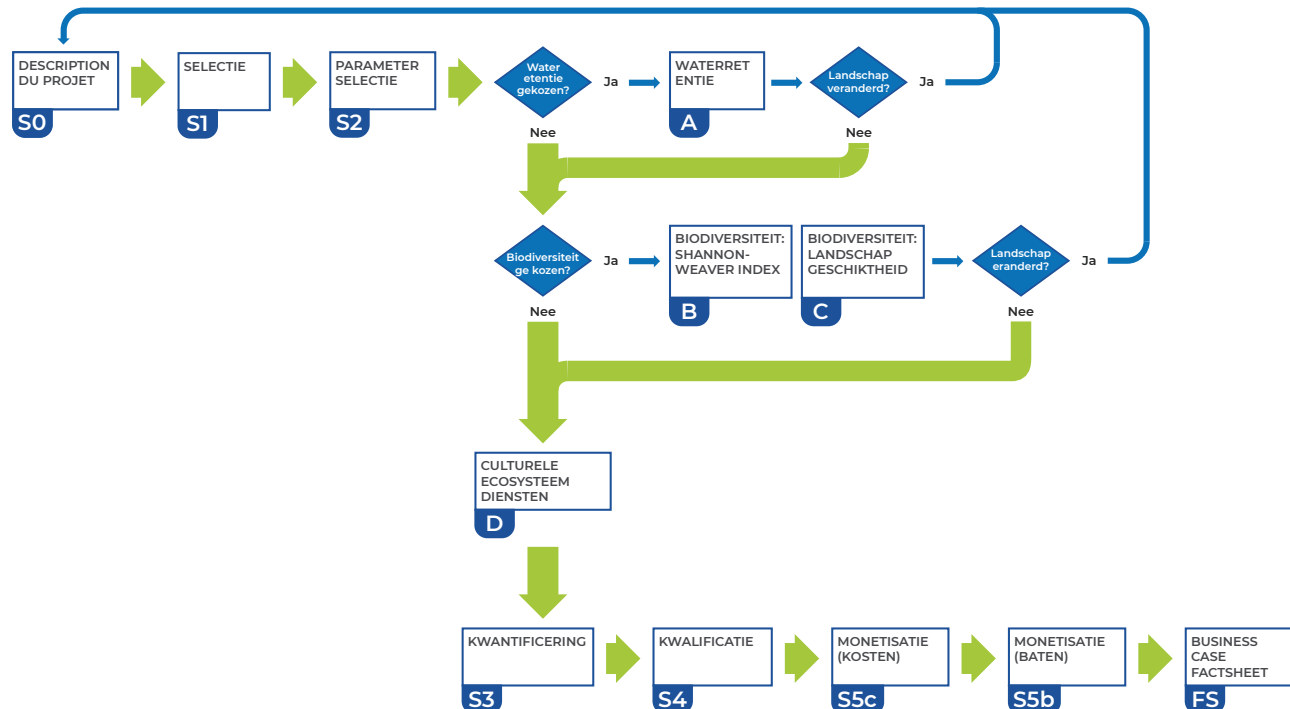 DESCRIPTION
DU PROJET
S0
SELECTIE
S1
PARAMETER
SELECTIE
S2
Water
etentie
gekozen?
Ja
WATERRET
ENTIE
A
Landschap
veranderd?
Ja
Nee
Nee
Biodiversiteit
ge kozen?
Ja
BIODIVERSITEIT:
SHANNON-
WEAVER INDEX
B
BIODIVERSITEIT:
LANDSCHAP
GESCHIKTHEID
C
Landschap
eranderd?
Ja
Nee
Nee
CULTURELE
ECOSYSTEEM
DIENSTEN
D
KWANTIFICERING
S3
KWALIFICATIE
S4
MONETISATIE
(KOSTEN)
S5c
MONETISATIE
(BATEN)
S5b
BUSINESS
CASE
FACTSHEET
FS